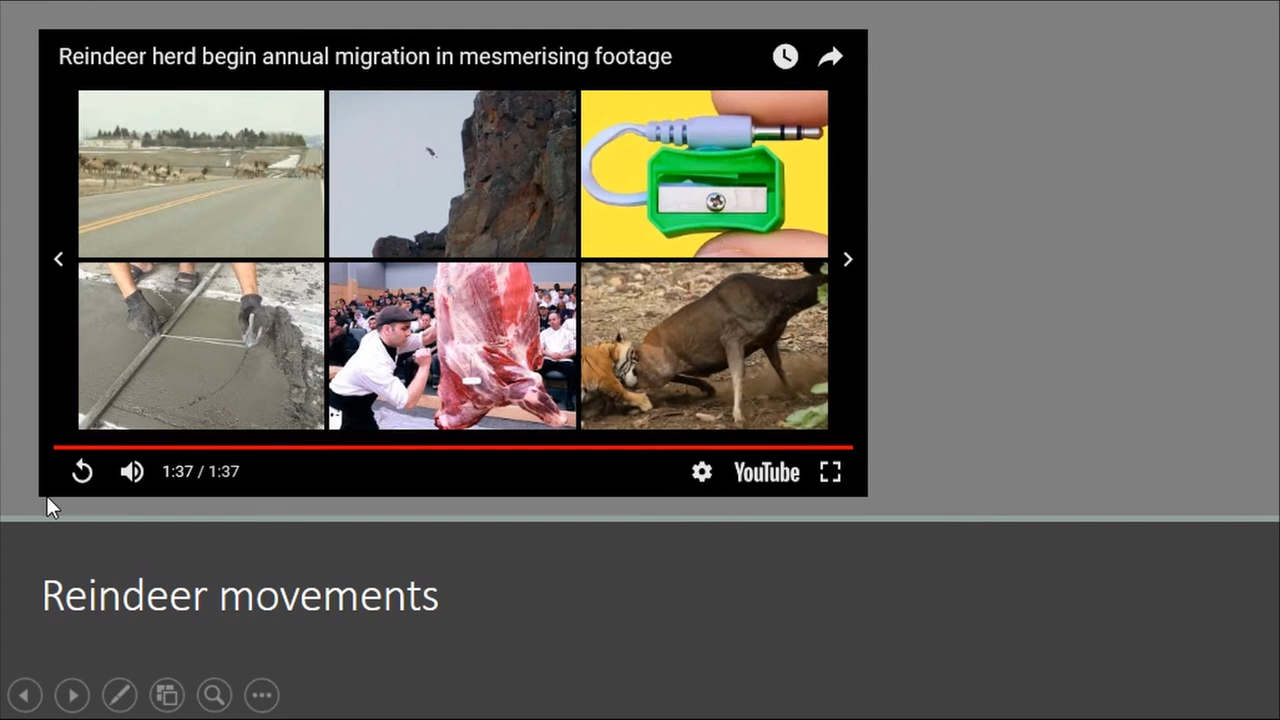 Reindeer herd begin annual migration in mesmerising footage
1:37 / 1:37
YouTube
Reindeer movements